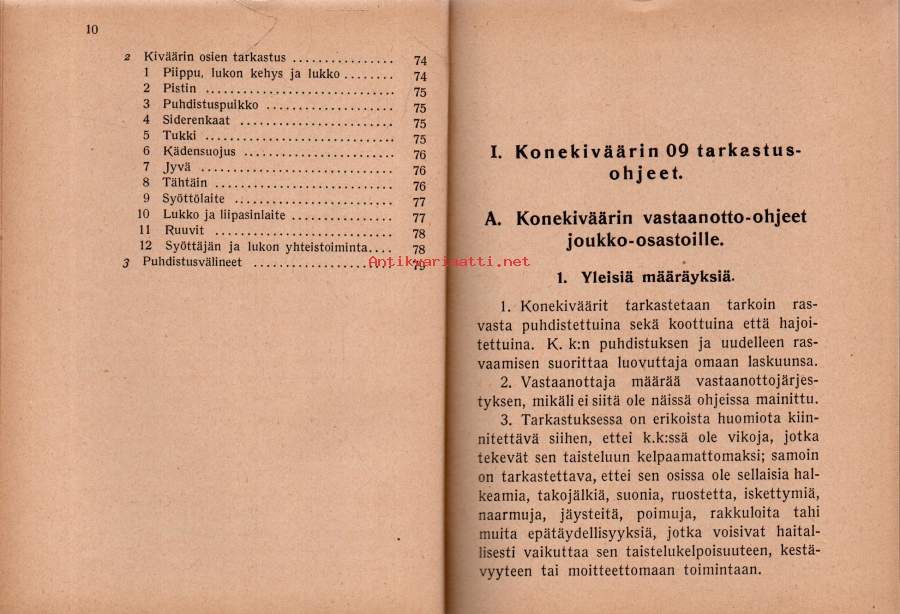 10
2 Kiväärin osien tarkastus ................ 74
1 Piippu, lukon kehys ja lukko ........ 74
2 Pistin .............................. 75
3 Puhdistuspuikko .................... 75
4 Siderenkaat ........................ 75
5 Tukki .............................. 75
6 Kädensuojus ........................ 76
7 Jyvä .............................. 76
8 Tähtäin ............................ 76
9 Syöttölaite ........................ 77
10 Lukko ja liipasinlaite ................ 77
11 Ruuvit ............................ 78
12 Syöttäjän ja lukon yhteistoiminta.... 78
3 Puhdistusvälineet ...................... 79
Antikvariaatti.net
I. Konekiväärin 09 tarkastus-
ohjeet.
A. Konekiväärin vastaanotto-ohjeet
joukko-osastoille.
1. Yleisiä määräyksiä.
1. Konekiväärit tarkastetaan tarkoin ras-
vasta puhdistettuina sekä koottuina että hajoi-
tettuina. K. k:n puhdistuksen ja uudelleen ras-
vaamisen suorittaa luovuttaja omaan laskuunsa.
2. Vastaanottaja määrää vastaanottojärjes-
tyksen, mikäli ei siitä ole näissä ohjeissa mainittu.
3. Tarkastuksessa on erikoista huomiota kiin-
nitettävä siihen, ettei k.k:ssä ole vikoja, jotka
tekevät sen taisteluun kelpaamattomaksi; samoin
on tarkastettava, ettei sen osissa ole sellaisia hal-
keamia, takojälkiä, suonia, ruostetta, iskettymiä,
naarmuja, jäysteitä, poimuja, rakkuloita tahi
muita epätäydellisyyksiä, jotka voisivat haital-
lisesti vaikuttaa sen taistelukelpoisuuteen, kestä-
vyyteen tai moitteettomaan toimintaan.